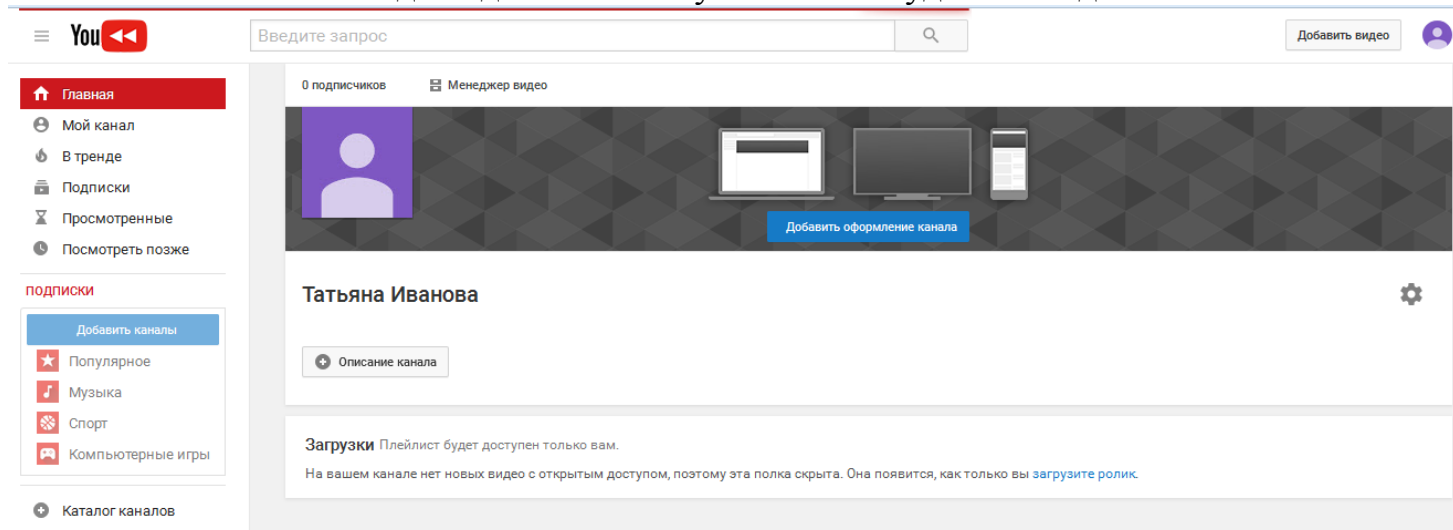 You
Введите запрос
Добавить видео
Главная
Мой канал
В тренде
Подписки
Просмотренные
Посмотреть позже
ПОДПИСКИ
Добавить каналы
Популярное
Музыка
Спорт
Компьютерные игры
Каталог каналов
0 подписчиков
Менеджер видео
Добавить оформление канала
Татьяна Иванова
Описание канала
Загрузки Плейлист будет доступен только вам.
На вашем канале нет новых видео с открытым доступом, поэтому эта полка скрыта. Она появится, как только вы загрузите ролик.